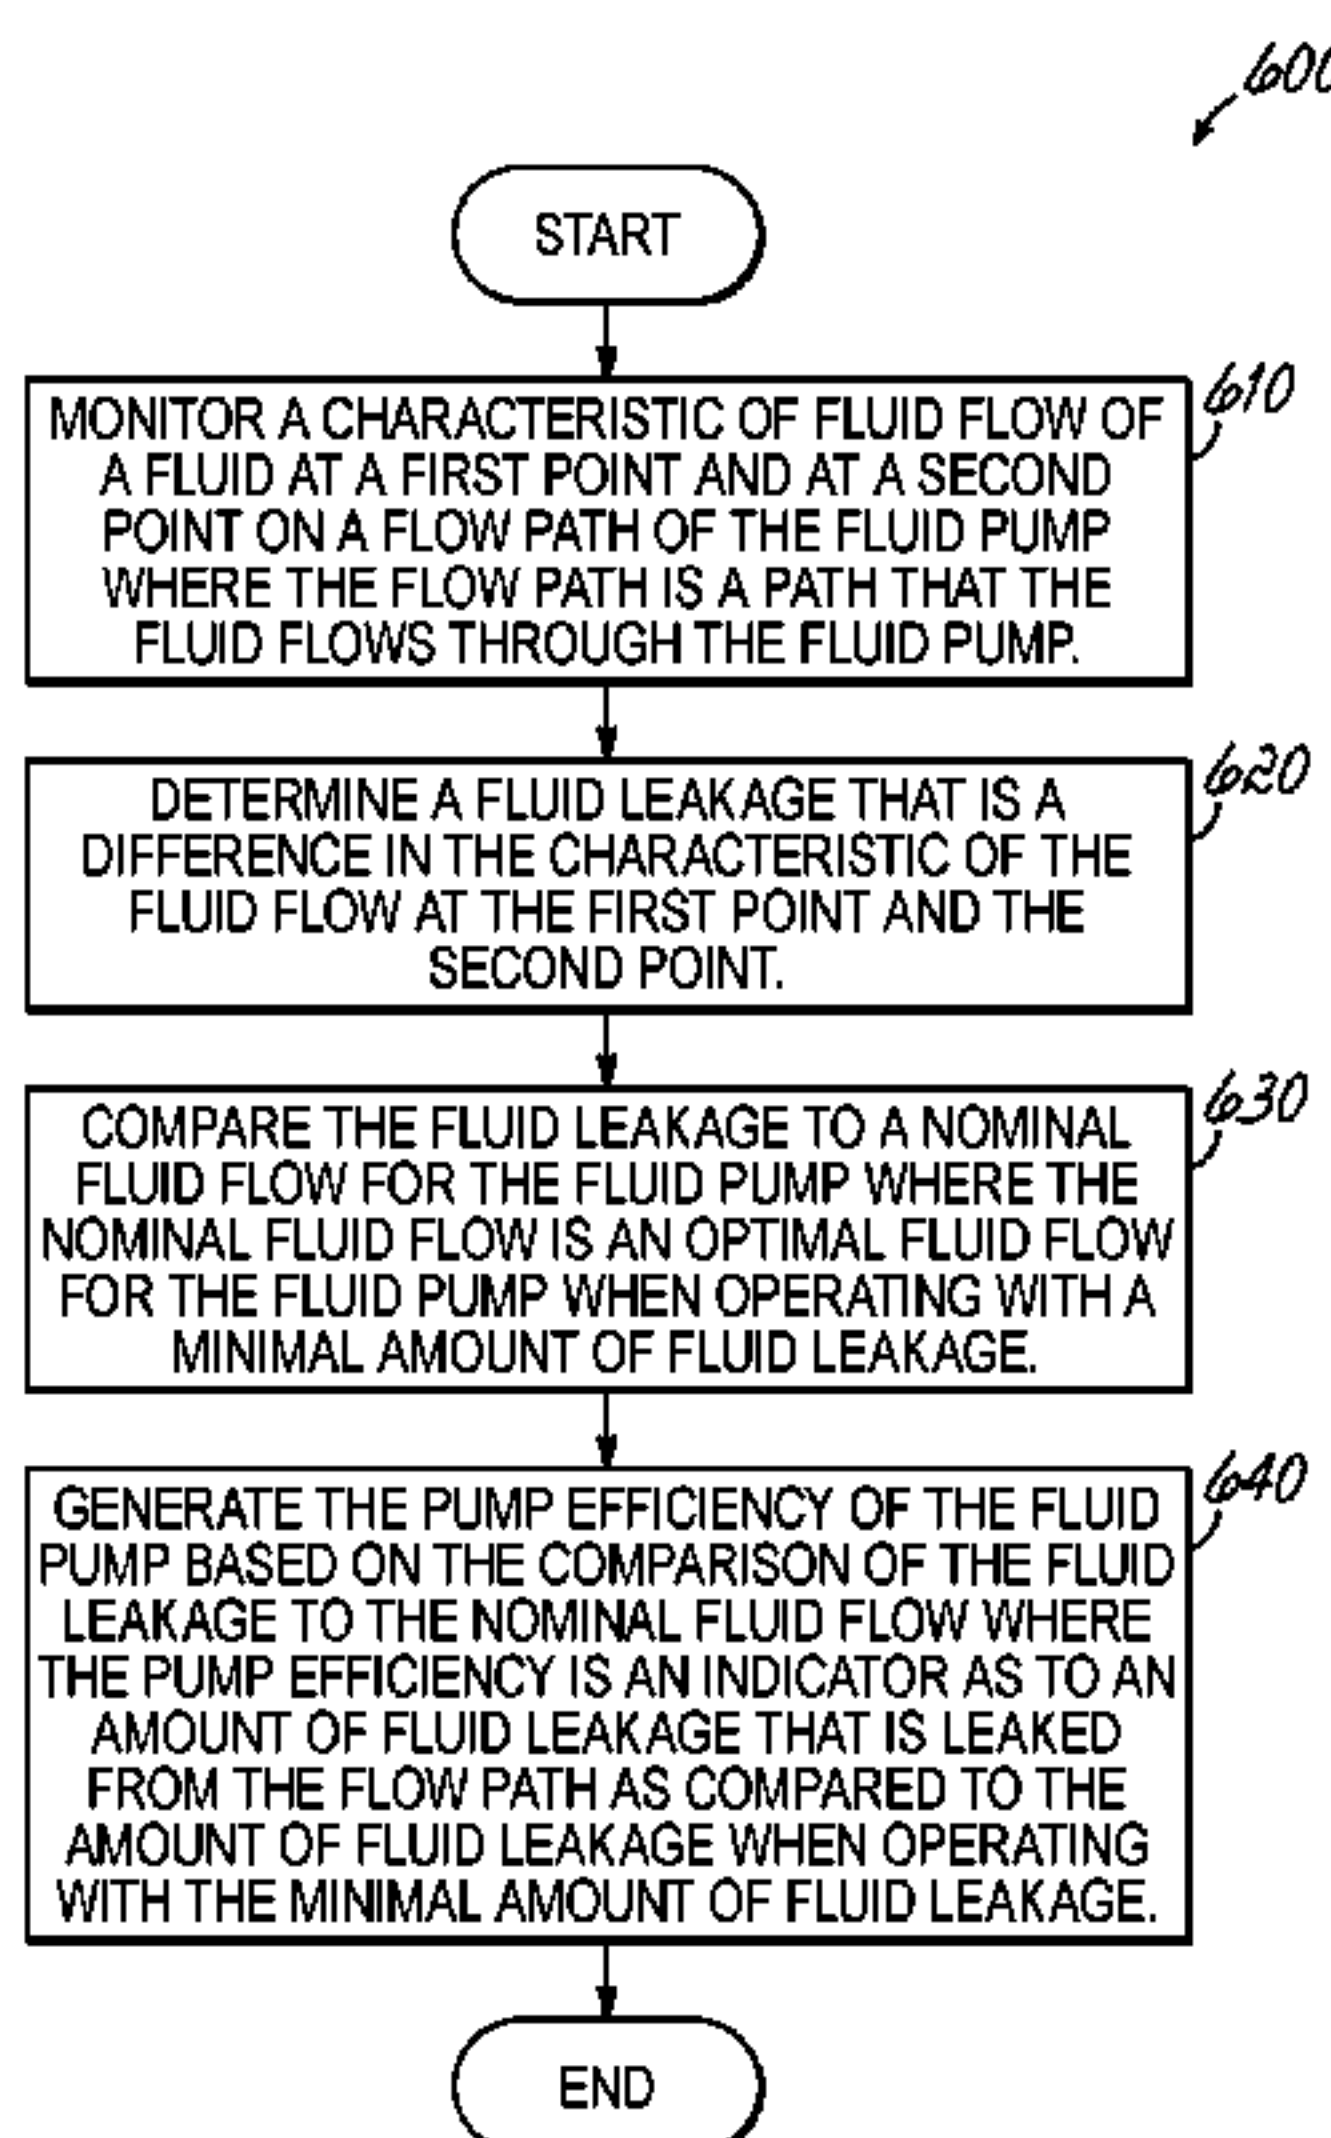 600
START
610
MONITOR A CHARACTERISTIC OF FLUID FLOW OF
A FLUID AT A FIRST POINT AND AT A SECOND
POINT ON A FLOW PATH OF THE FLUID PUMP
WHERE THE FLOW PATH IS A PATH THAT THE
FLUID FLOWS THROUGH THE FLUID PUMP.
620
DETERMINE A FLUID LEAKAGE THAT IS A
DIFFERENCE IN THE CHARACTERISTIC OF THE
FLUID FLOW AT THE FIRST POINT AND THE
SECOND POINT.
630
COMPARE THE FLUID LEAKAGE TO A NOMINAL
FLUID FLOW FOR THE FLUID PUMP WHERE THE
NOMINAL FLUID FLOW IS AN OPTIMAL FLUID FLOW
FOR THE FLUID PUMP WHEN OPERATING WITH A
MINIMAL AMOUNT OF FLUID LEAKAGE.
640
GENERATE THE PUMP EFFICIENCY OF THE FLUID
PUMP BASED ON THE COMPARISON OF THE FLUID
LEAKAGE TO THE NOMINAL FLUID FLOW WHERE
THE PUMP EFFICIENCY IS AN INDICATOR AS TO AN
AMOUNT OF FLUID LEAKAGE THAT IS LEAKED
FROM THE FLOW PATH AS COMPARED TO THE
AMOUNT OF FLUID LEAKAGE WHEN OPERATING
WITH THE MINIMAL AMOUNT OF FLUID LEAKAGE.
END